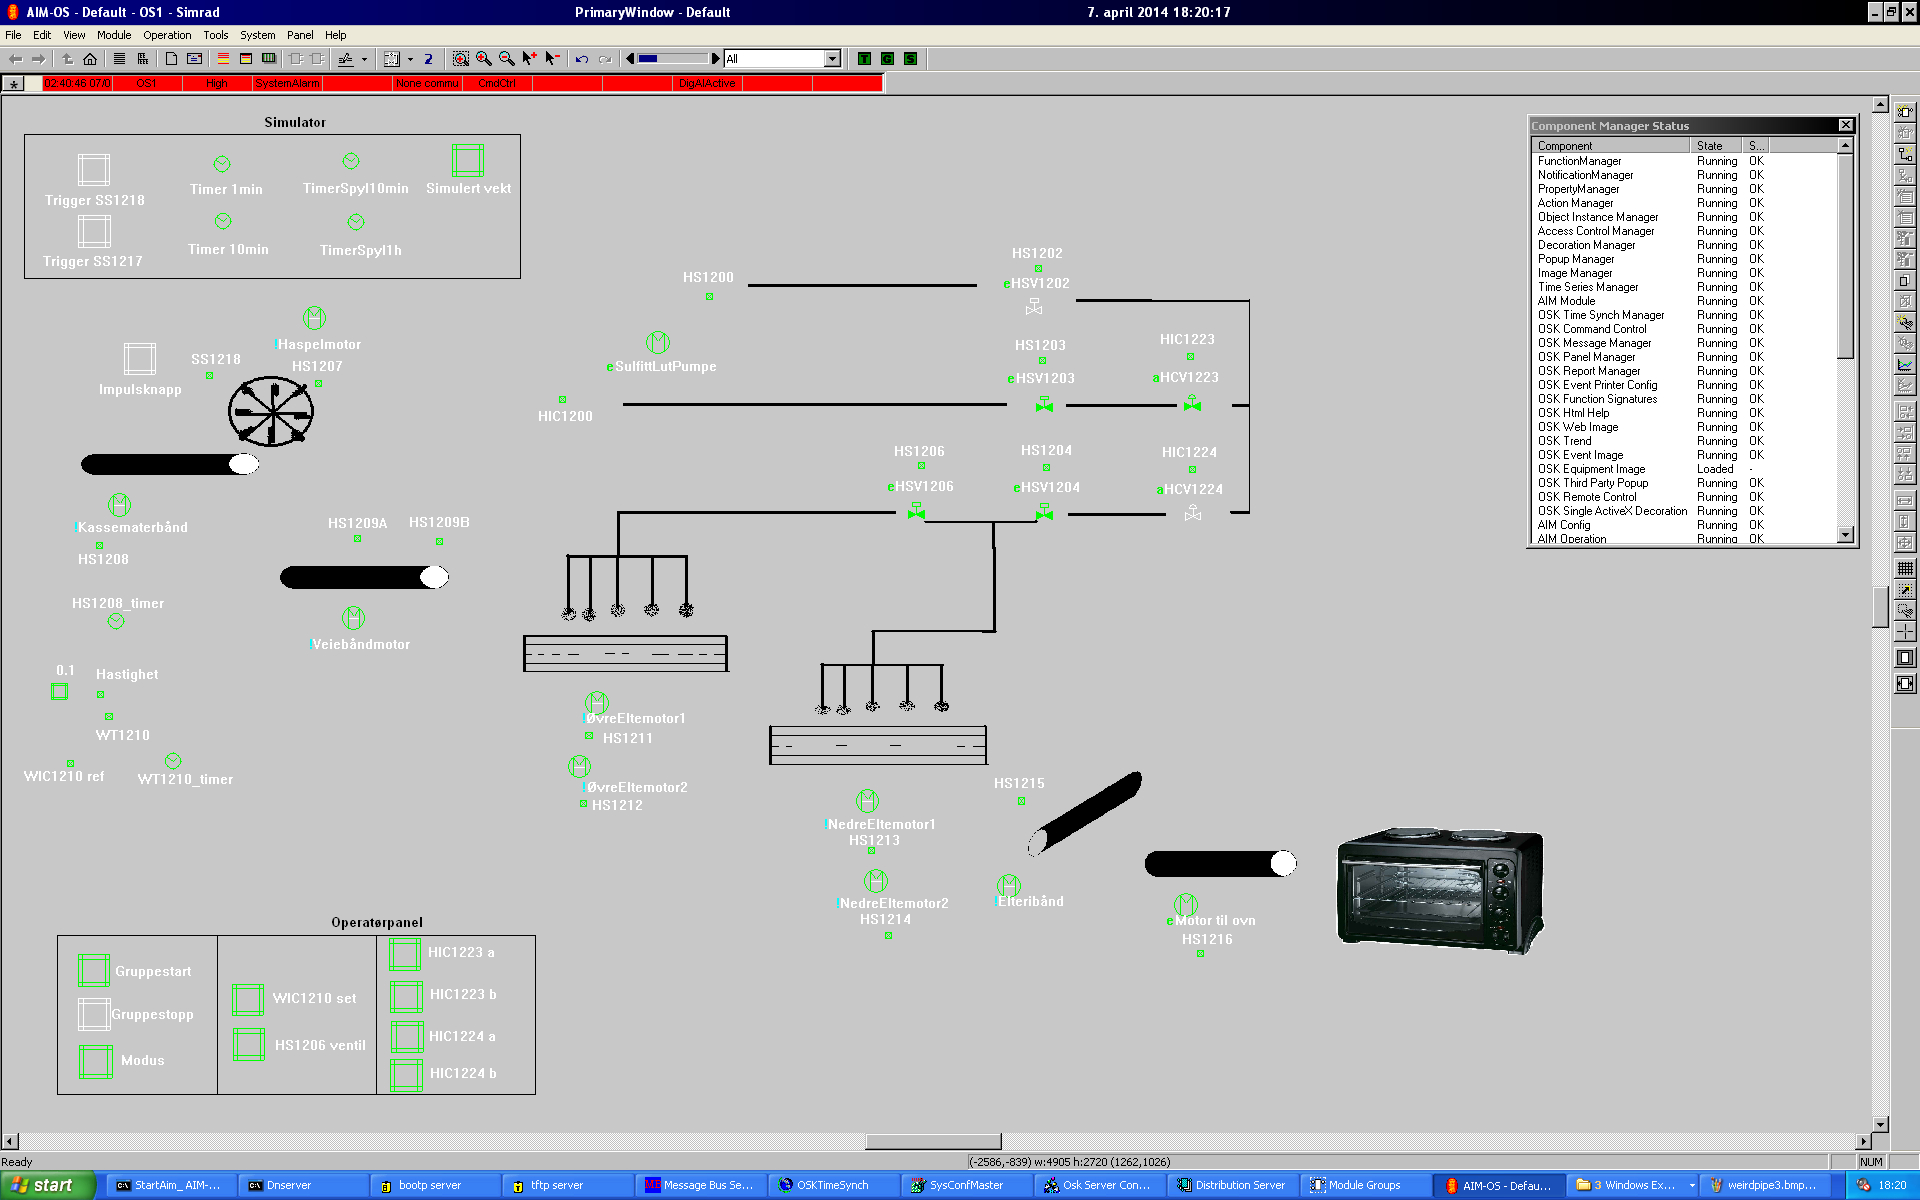 AIM-OS - Default - OS1 - Simrad PrimaryWindow - Default 7. april 2014 18:20:17
File Edit View Module Operation Tools System Panel Help
All T G S
* 02:40:46 07/0 OS1 High SystemAlarm None commu CmdCtrl DigAIActive
Simulator
Trigger SS1218 Timer 1min TimerSpyl10min Simulert vekt
Trigger SS1217 Timer 10min TimerSpyl1h
Component Manager Status
Component State S...
FunctionManager Running OK
NotificationManager Running OK
PropertyManager Running OK
Action Manager Running OK
Object Instance Manager Running OK
Access Control Manager Running OK
Decoration Manager Running OK
Popup Manager Running OK
Image Manager Running OK
Time Series Manager Running OK
AIM Module Running OK
OSK Time Synch Manager Running OK
OSK Command Control Running OK
OSK Message Manager Running OK
OSK Panel Manager Running OK
OSK Report Manager Running OK
OSK Event Printer Config Running OK
OSK Function Signatures Running OK
OSK Html Help Running OK
OSK Web Image Running OK
OSK Trend Running OK
OSK Event Image Running OK
OSK Equipment Image Loaded -
OSK Third Party Popup Running OK
OSK Remote Control Running OK
OSK Single ActiveX Decoration Running OK
AIM Config Running OK
AIM Operation Running OK
HS1200
HS1202
eHSV1202
!Haspelmotor
HS1207
Impulsknapp
SS1218
eSulfittLutPumpe
HIC1200
HS1203
eHSV1203
HIC1223
aHCV1223
HS1206
eHSV1206
HS1204
eHSV1204
HIC1224
aHCV1224
!Kassematerbånd
HS1208
HS1209A HS1209B
HS1208_timer
!Veiebåndmotor
0.1 Hastighet
WT1210
WIC1210 ref WT1210_timer
!ØvreEltemotor1
HS1211
!ØvreEltemotor2
HS1212
!NedreEltemotor1
HS1213
!NedreEltemotor2
HS1214
HS1215
!Elteribånd
eMotor til ovn
HS1216
Operatørpanel
Gruppestart
Gruppestopp
Modus
WIC1210 set
HS1206 ventil
HIC1223 a
HIC1223 b
HIC1224 a
HIC1224 b
Ready (-2586,-839) w:4905 h:2720 (1262,1026) NUM
start StartAim_ AIM-... Dnserver bootp server tftp server Message Bus Se... OSKTimeSynch SysConfMaster Osk Server Con... Distribution Server Module Groups AIM-OS - Defau... 3 Windows Ex... weirdpipe3.bmp... 18:20